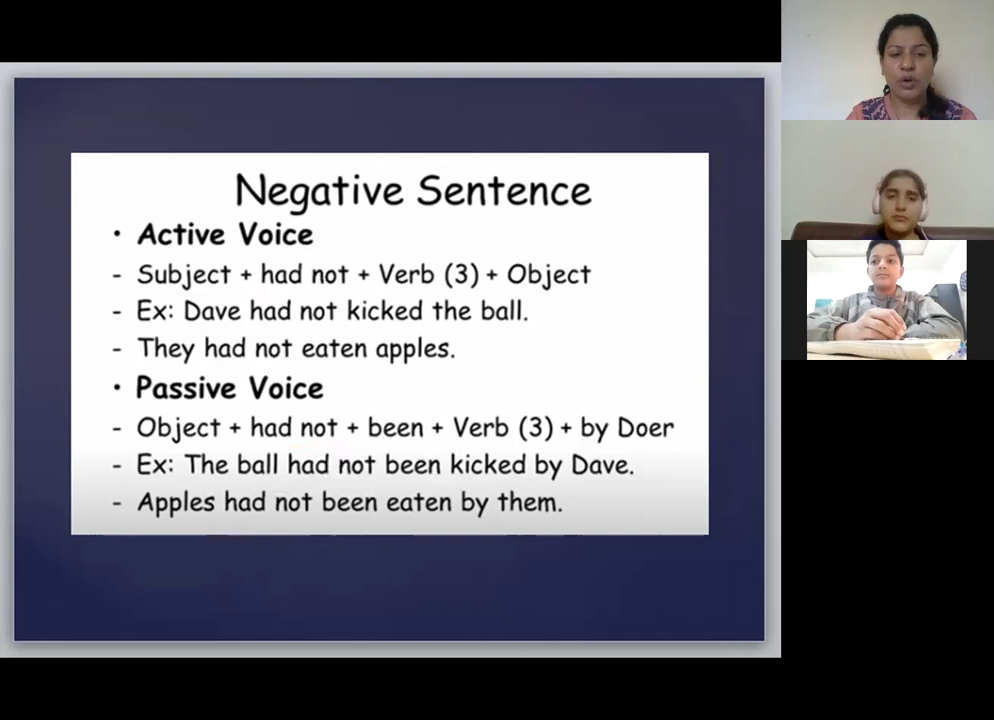 Negative Sentence
• Active Voice
- Subject + had not + Verb (3) + Object
- Ex: Dave had not kicked the ball.
- They had not eaten apples.
• Passive Voice
- Object + had not + been + Verb (3) + by Doer
- Ex: The ball had not been kicked by Dave.
- Apples had not been eaten by them.